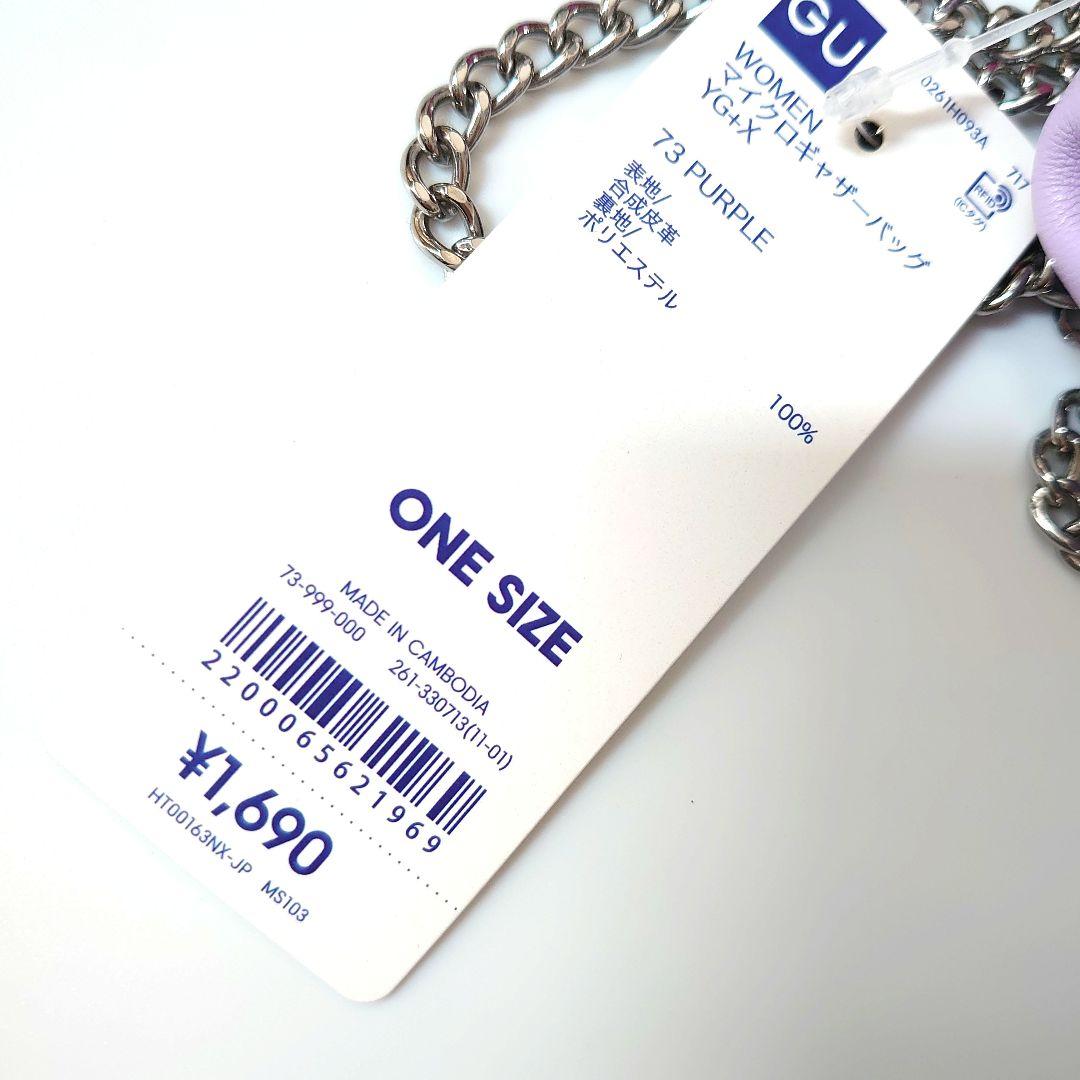 GU
0261H093A 717
WOMEN
マイクロギャザーバッグ
YG+X
RFID
(ICタグ)
73 PURPLE
表地/
合成皮革
裏地/
ポリエステル 100%
ONE SIZE
MADE IN CAMBODIA
73-999-000 261-330713(11-01)
2200065621969
¥1,690
HT00163NX-JP MS103